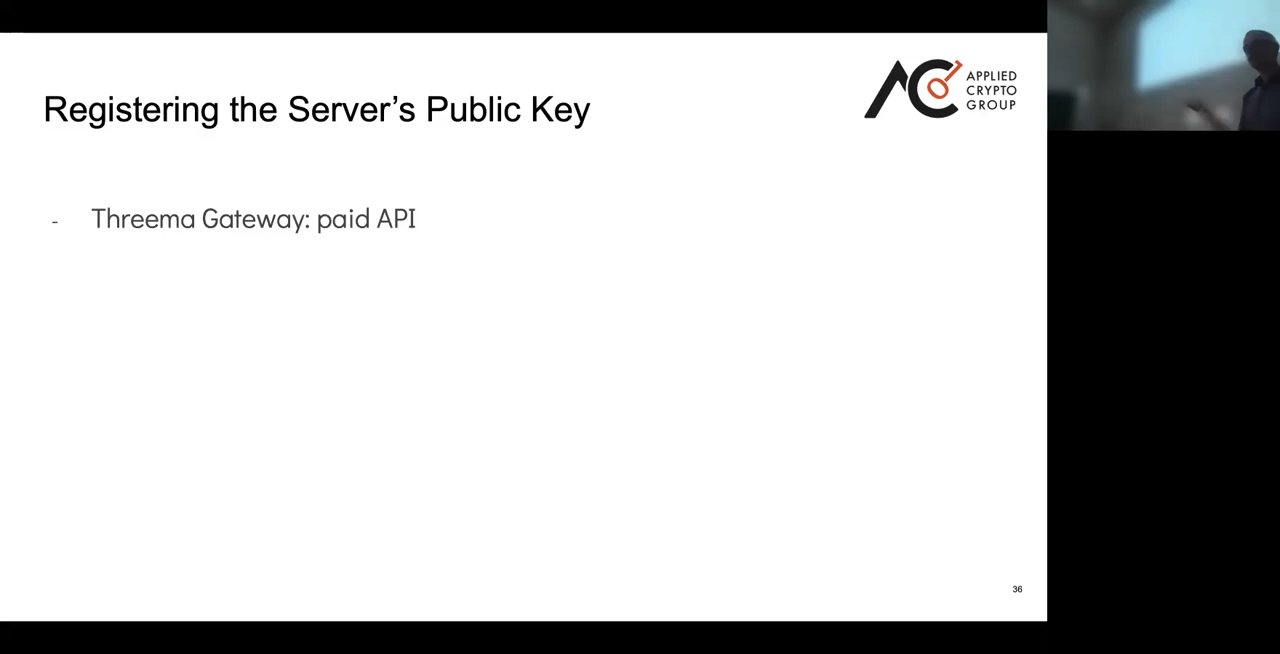 Registering the Server's Public Key
APPLIED
CRYPTO
GROUP
- Threema Gateway: paid API
36